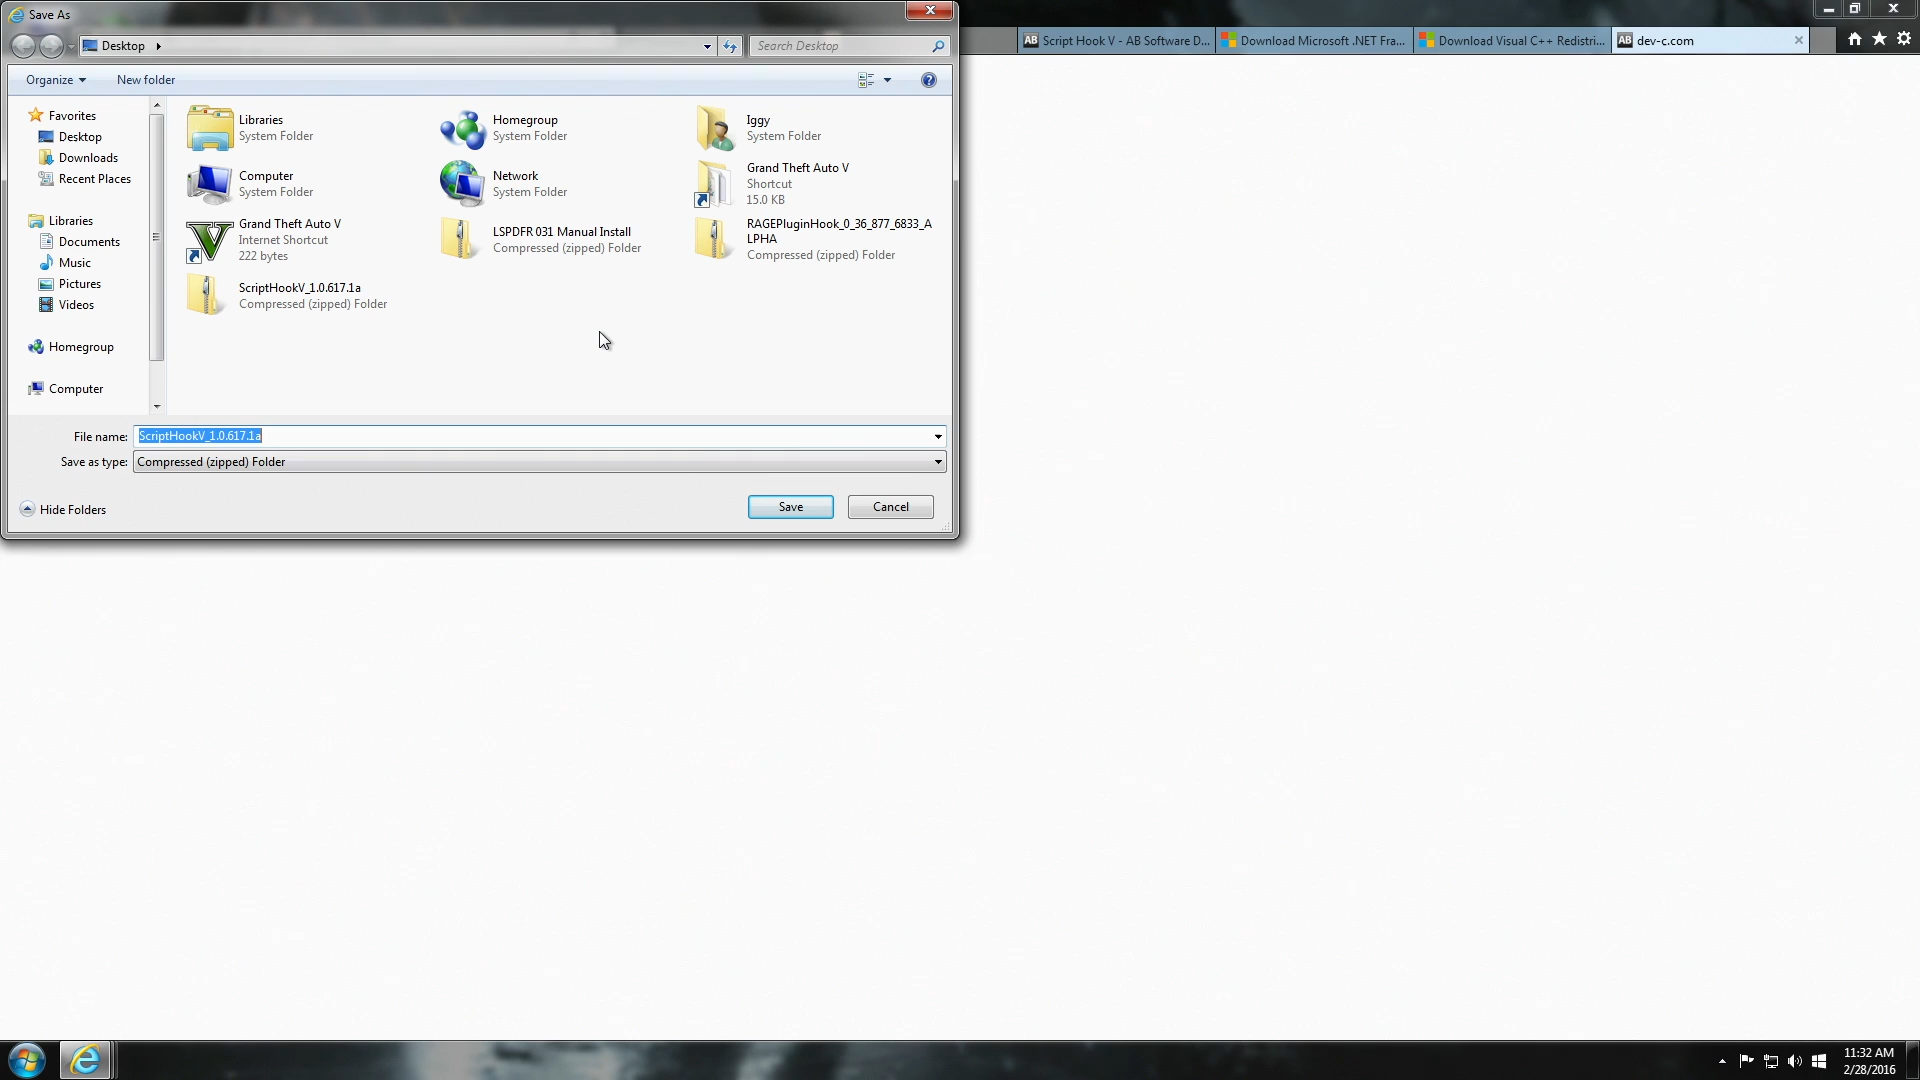 Save As
Desktop
Search Desktop
AB Script Hook V - AB Software D...
Download Microsoft .NET Fra...
Download Visual C++ Redistri...
AB dev-c.com
Organize
New folder
Favorites
Desktop
Downloads
Recent Places
Libraries
Documents
Music
Pictures
Videos
Homegroup
Computer
Libraries
System Folder
Homegroup
System Folder
Iggy
System Folder
Computer
System Folder
Network
System Folder
Grand Theft Auto V
Shortcut
15.0 KB
Grand Theft Auto V
Internet Shortcut
222 bytes
LSPDFR 031 Manual Install
Compressed (zipped) Folder
RAGEPluginHook_0_36_877_6833_A
LPHA
Compressed (zipped) Folder
ScriptHookV_1.0.617.1a
Compressed (zipped) Folder
File name: ScriptHookV_1.0.617.1a
Save as type: Compressed (zipped) Folder
Hide Folders
Save
Cancel
11:32 AM
2/28/2016